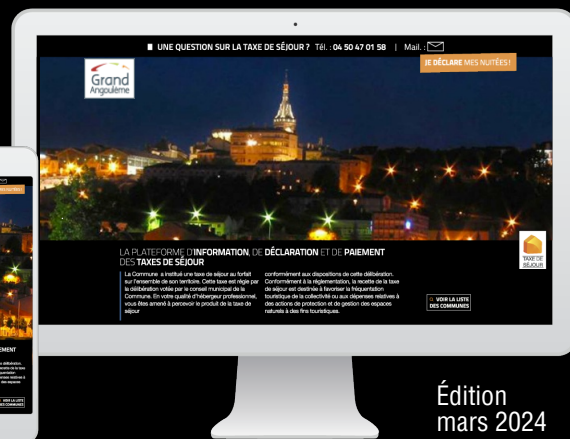 UNE QUESTION SUR LA TAXE DE SÉJOUR ? Tél. : 04 50 47 01 58 | Mail. :
JE DÉCLARE MES NUITÉES !
Grand
Angoulême
LA PLATEFORME D'INFORMATION, DE DÉCLARATION ET DE PAIEMENT
DES TAXES DE SÉJOUR
La Commune a institué une taxe de séjour au forfait
sur l'ensemble de son territoire. Cette taxe est régie par
la délibération votée par le conseil municipal de la
Commune. En votre qualité d'hébergeur professionnel,
vous êtes amené à percevoir le produit de la taxe de
séjour
conformément aux dispositions de cette délibération.
Conformément à la réglementation, la recette de la taxe
de séjour est destinée à favoriser la fréquentation
touristique de la collectivité ou aux dépenses relatives à
des actions de protection et de gestion des espaces
naturels à des fins touristiques.
TAXE DE
SÉJOUR
VOIR LA LISTE
DES COMMUNES
VOIR LA LISTE
DES COMMUNES
Édition
mars 2024